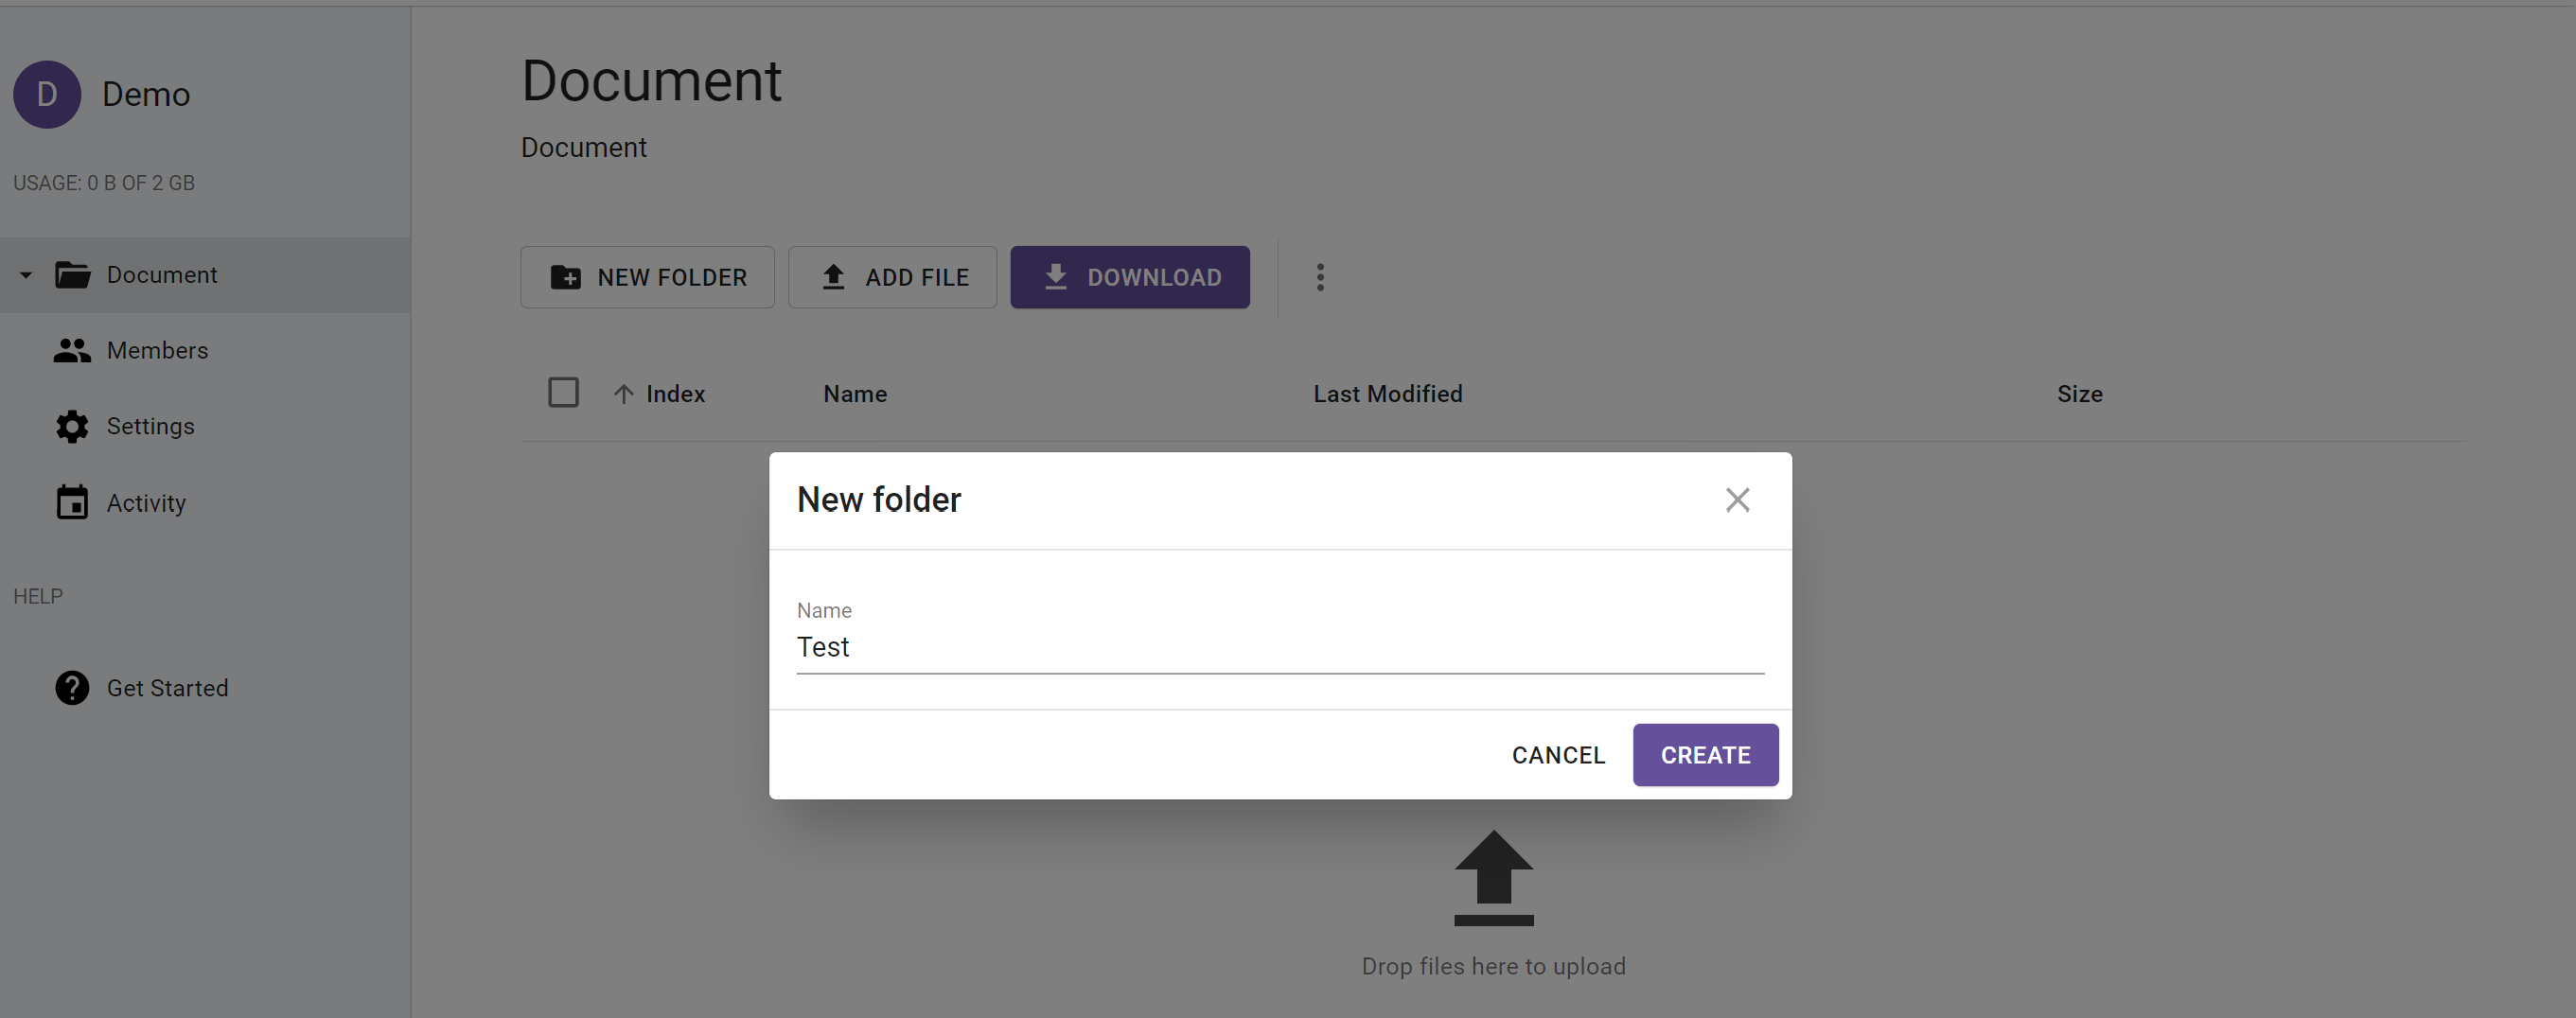 D Demo
USAGE: 0 B OF 2 GB
Document
Members
Settings
Activity
HELP
Get Started
Document
Document
NEW FOLDER ADD FILE DOWNLOAD
Index Name Last Modified Size
New folder
Name
Test
CANCEL CREATE
Drop files here to upload